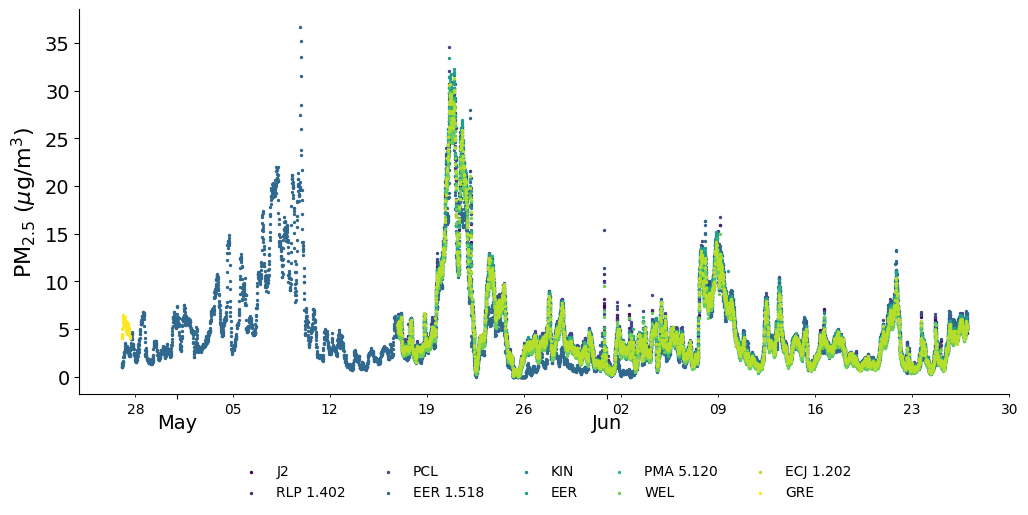 PM2.5 (μg/m3)
35
30
25
20
15
10
5
0
28 05 12 19 26 02 09 16 23 30
May Jun
J2 PCL KIN PMA 5.120 ECJ 1.202
RLP 1.402 EER 1.518 EER WEL GRE